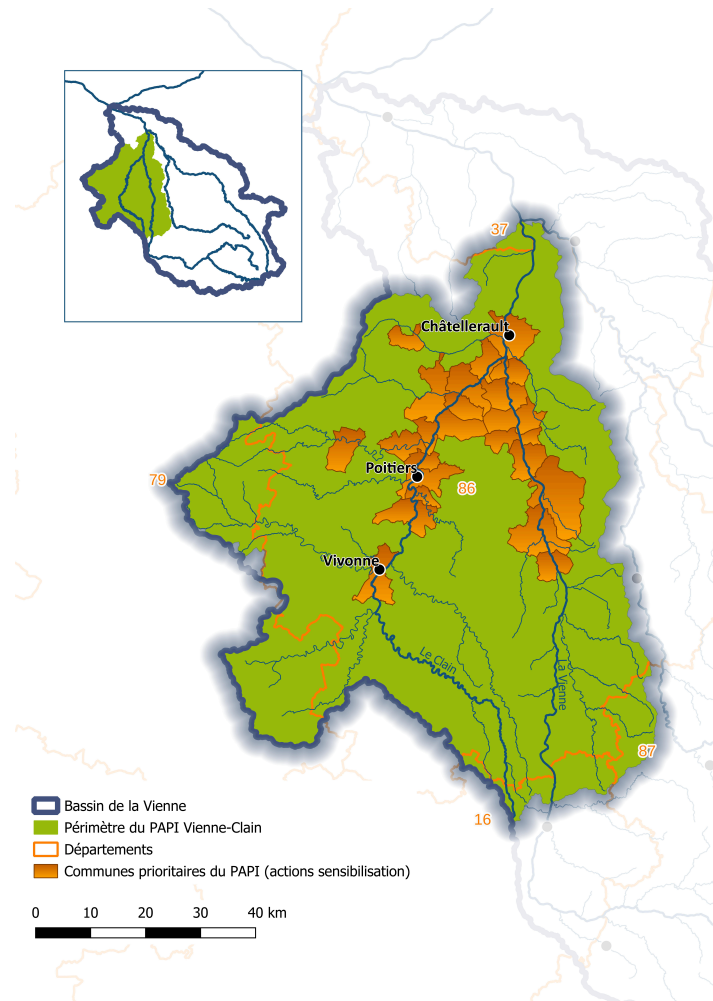 37
Châtellerault
Poitiers
79
86
Vivonne
Le Clain
La Vienne
87
16
Bassin de la Vienne
Périmètre du PAPI Vienne-Clain
Départements
Communes prioritaires du PAPI (actions sensibilisation)
0 10 20 30 40 km